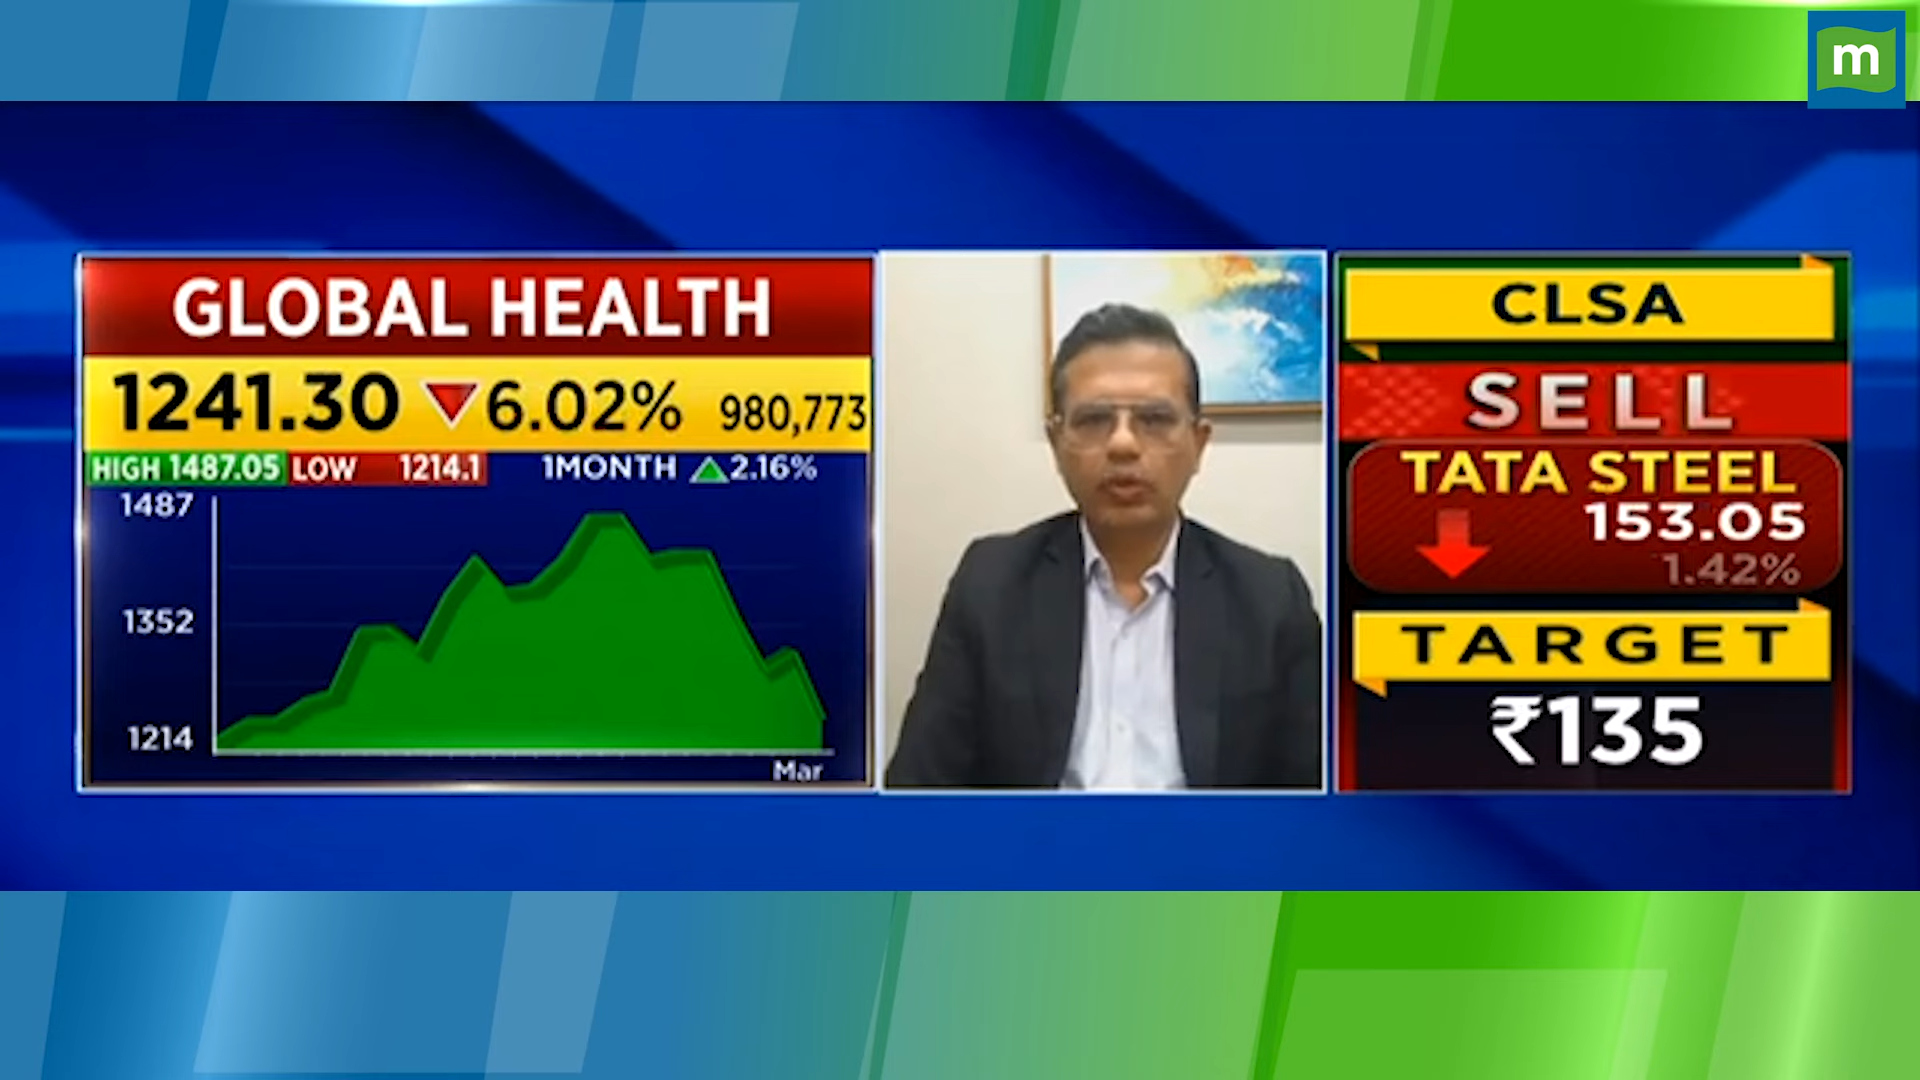 m
GLOBAL HEALTH
1241.30 ▼6.02% 980,773
HIGH 1487.05 LOW 1214.1 1MONTH ▲2.16%
1487
1352
1214
Mar
CLSA
SELL
TATA STEEL
153.05
1.42%
TARGET
₹135